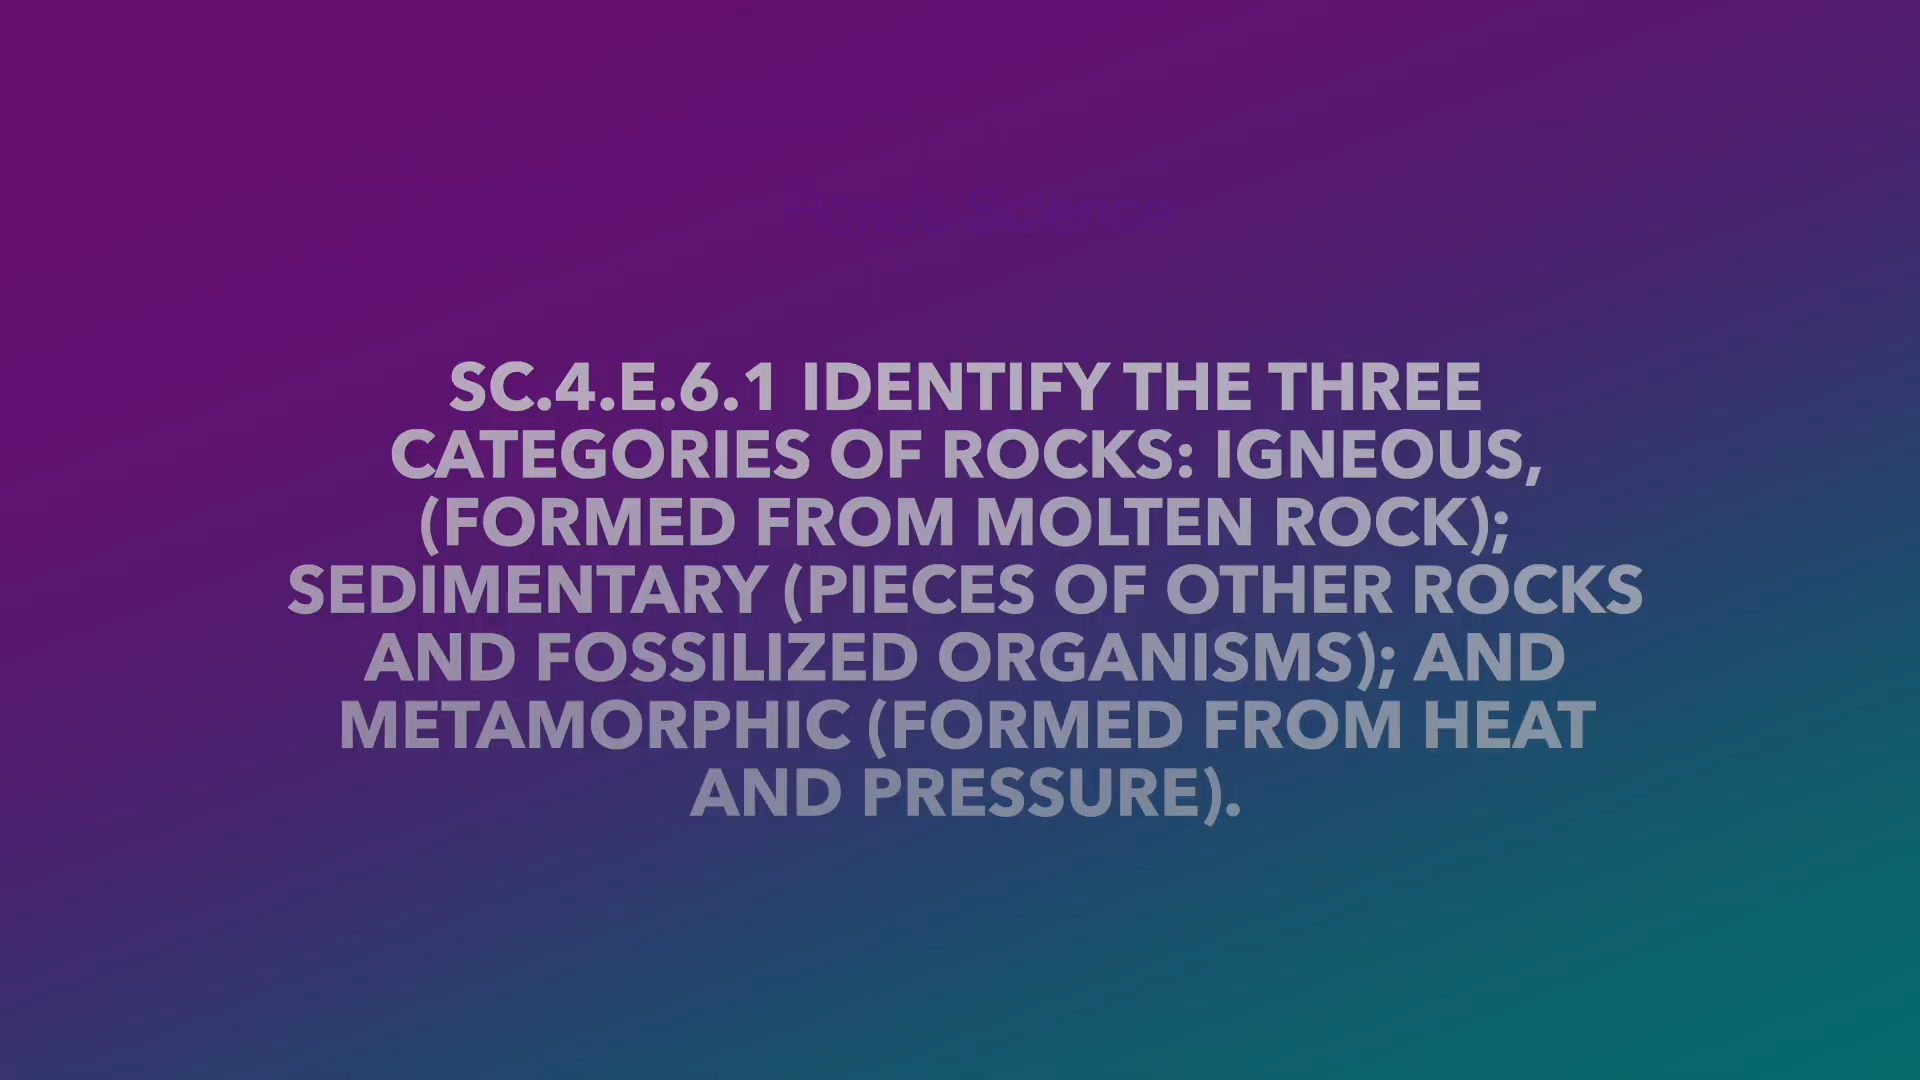 SC.4.E.6.1 IDENTIFY THE THREE
CATEGORIES OF ROCKS: IGNEOUS,
(FORMED FROM MOLTEN ROCK);
SEDIMENTARY (PIECES OF OTHER ROCKS
AND FOSSILIZED ORGANISMS); AND
METAMORPHIC (FORMED FROM HEAT
AND PRESSURE).